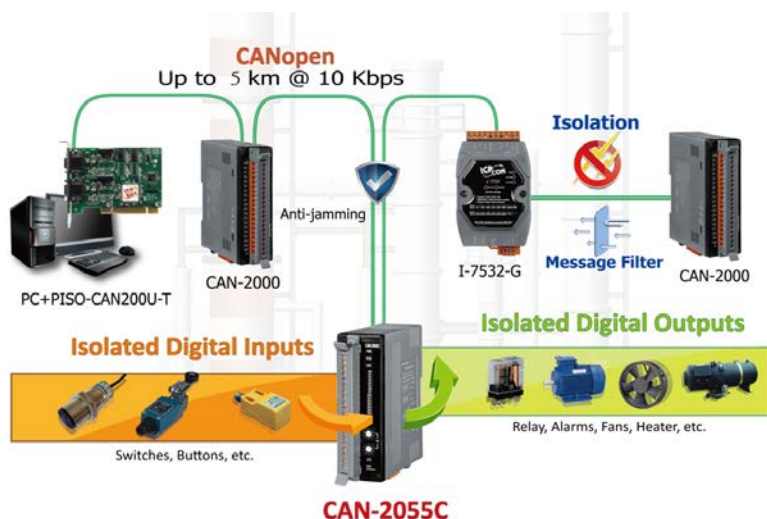 CANopen
Up to 5 km @ 10 Kbps
Anti-jamming
Isolation
Message Filter
PC+PISO-CAN200U-T
CAN-2000
I-7532-G
CAN-2000
Isolated Digital Inputs
Switches, Buttons, etc.
Isolated Digital Outputs
Relay, Alarms, Fans, Heater, etc.
CAN-2055C